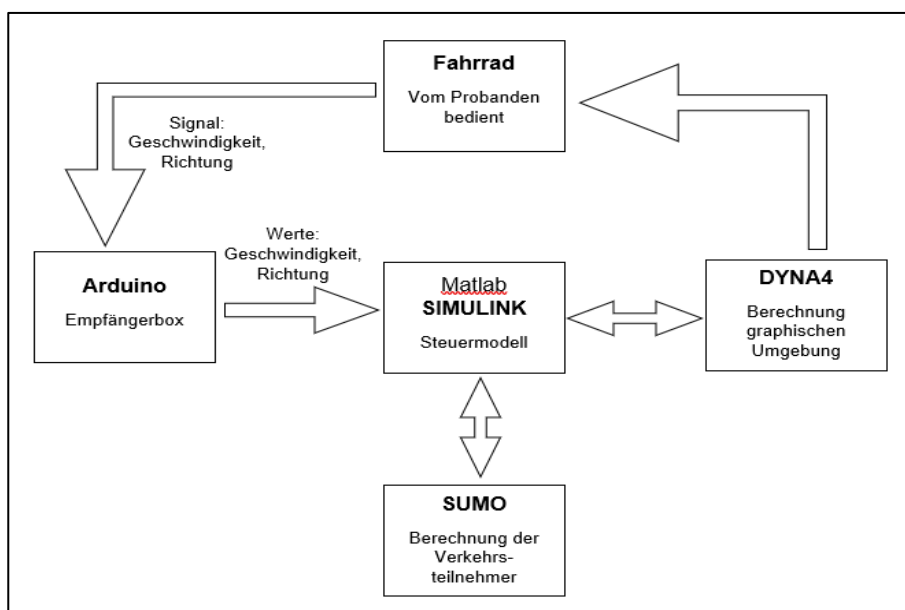 Fahrrad
Vom Probanden
bedient
Signal:
Geschwindigkeit,
Richtung
Arduino
Empfängerbox
Werte:
Geschwindigkeit,
Richtung
Matlab
SIMULINK
Steuermodell
DYNA4
Berechnung
graphischen
Umgebung
SUMO
Berechnung der
Verkehrs-
teilnehmer